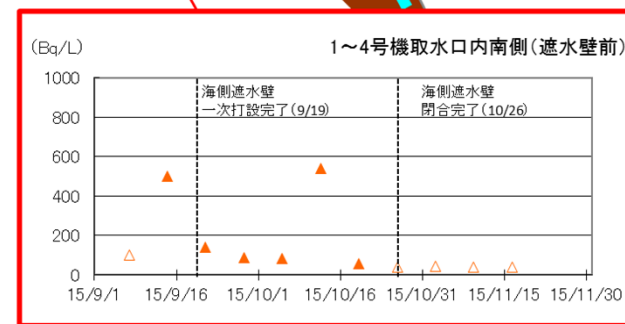 (Bq/L)
1～4号機取水口内南側(遮水壁前)
1000
800
600
400
200
0
海側遮水壁
一次打設完了(9/19)
海側遮水壁
閉合完了(10/26)
15/9/1 15/9/16 15/10/1 15/10/16 15/10/31 15/11/15 15/11/30